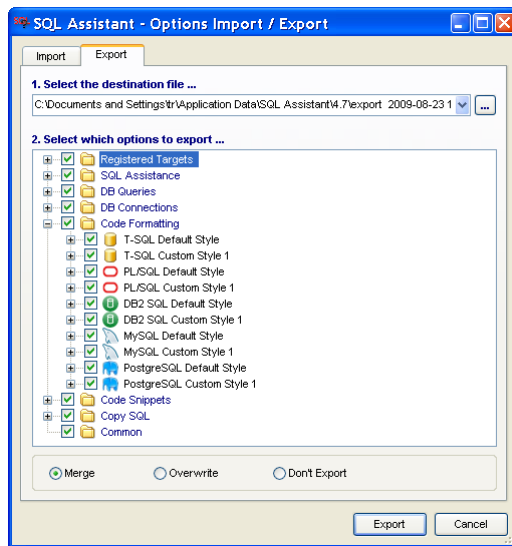 SQL Assistant - Options Import / Export
Import
Export
1. Select the destination file ...
C:\Documents and Settings\tr\Application Data\SQL Assistant\4.7\export 2009-08-23 1
...
2. Select which options to export ...
Registered Targets
SQL Assistance
DB Queries
DB Connections
Code Formatting
T-SQL Default Style
T-SQL Custom Style 1
PL/SQL Default Style
PL/SQL Custom Style 1
DB2 SQL Default Style
DB2 SQL Custom Style 1
MySQL Default Style
MySQL Custom Style 1
PostgreSQL Default Style
PostgreSQL Custom Style 1
Code Snippets
Copy SQL
Common
Merge Overwrite Don't Export
Export Cancel